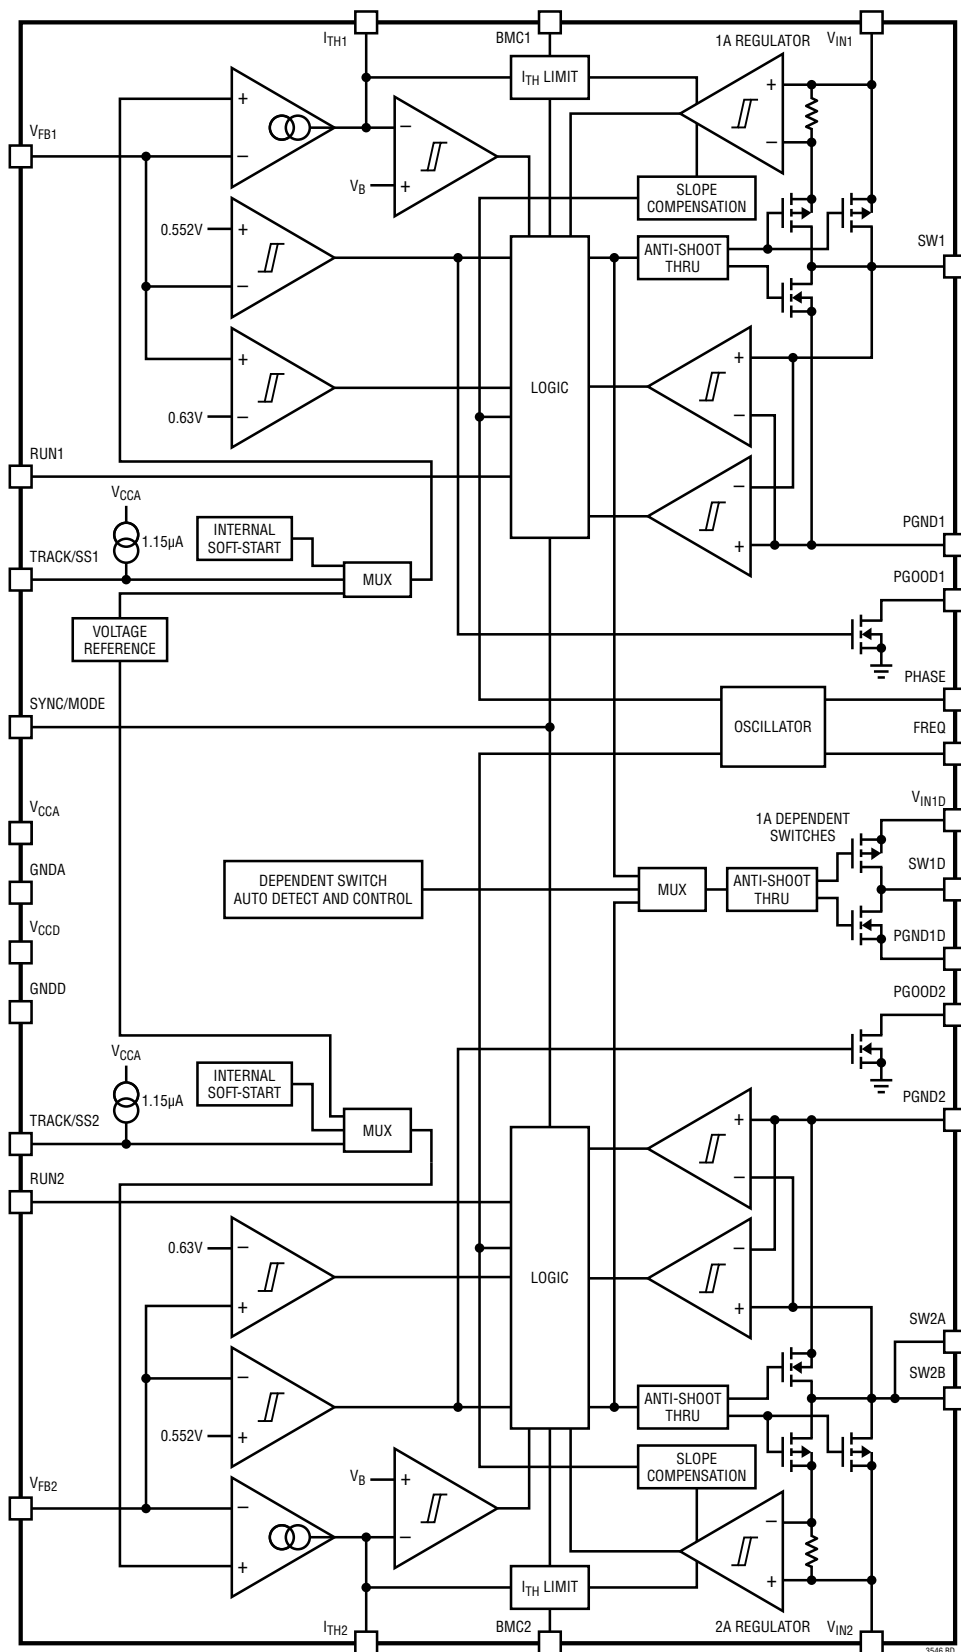 ITH1
BMC1
1A REGULATOR
VIN1
ITH LIMIT
+
+
VFB1
−
−
−
VB
+
SLOPE
COMPENSATION
0.552V
+
ANTI-SHOOT
THRU
SW1
−
+
+
LOGIC
0.63V
−
−
RUN1
−
VCCA
1.15µA
INTERNAL
SOFT-START
PGND1
+
TRACK/SS1
MUX
PGOOD1
VOLTAGE
REFERENCE
PHASE
SYNC/MODE
OSCILLATOR
FREQ
VCCA
VIN1D
1A DEPENDENT
SWITCHES
GNDA
SW1D
DEPENDENT SWITCH
AUTO DETECT AND CONTROL
MUX
ANTI-SHOOT
THRU
VCCD
PGND1D
GNDD
PGOOD2
VCCA
1.15µA
INTERNAL
SOFT-START
PGND2
TRACK/SS2
MUX
+
RUN2
−
0.63V
−
−
LOGIC
+
+
SW2A
−
SW2B
ANTI-SHOOT
THRU
0.552V
+
SLOPE
COMPENSATION
VB
+
VFB2
−
−
−
+
+
ITH LIMIT
ITH2
BMC2
2A REGULATOR
VIN2
3546 BD